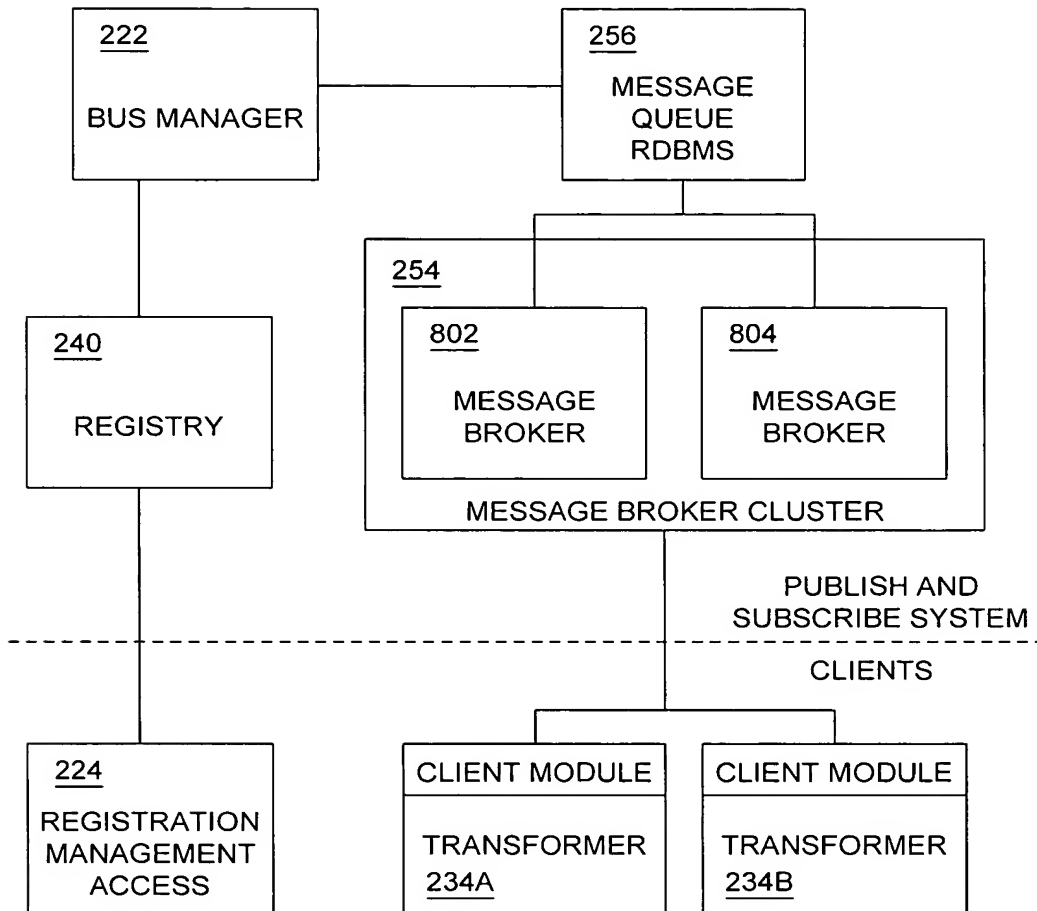 222
BUS MANAGER
256
MESSAGE
QUEUE
RDBMS
254
802
MESSAGE
BROKER
804
MESSAGE
BROKER
MESSAGE BROKER CLUSTER
240
REGISTRY
PUBLISH AND
SUBSCRIBE SYSTEM
CLIENTS
224
REGISTRATION
MANAGEMENT
ACCESS
CLIENT MODULE
TRANSFORMER
234A
CLIENT MODULE
TRANSFORMER
234B